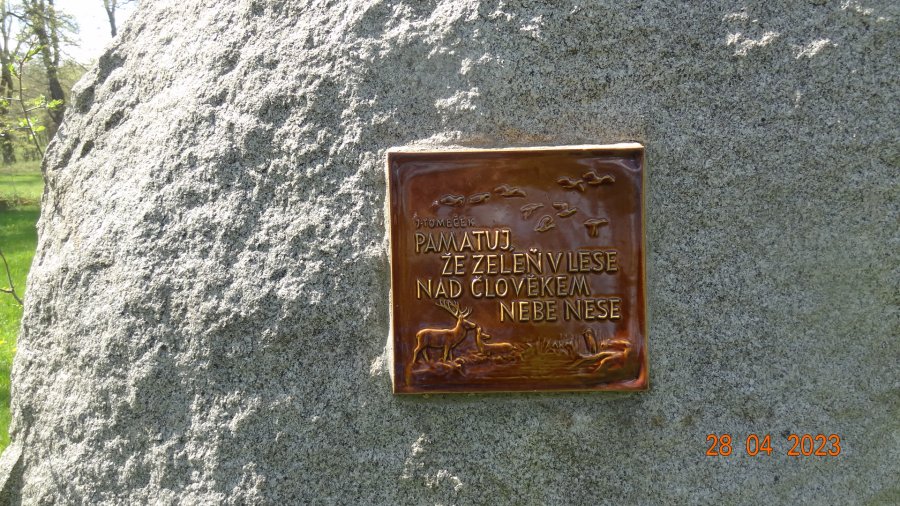 J. TOMEČEK
PAMATUJ,
ŽE ZELEŇ V LESE
NAD ČLOVĚKEM
NEBE NESE
28 04 2023